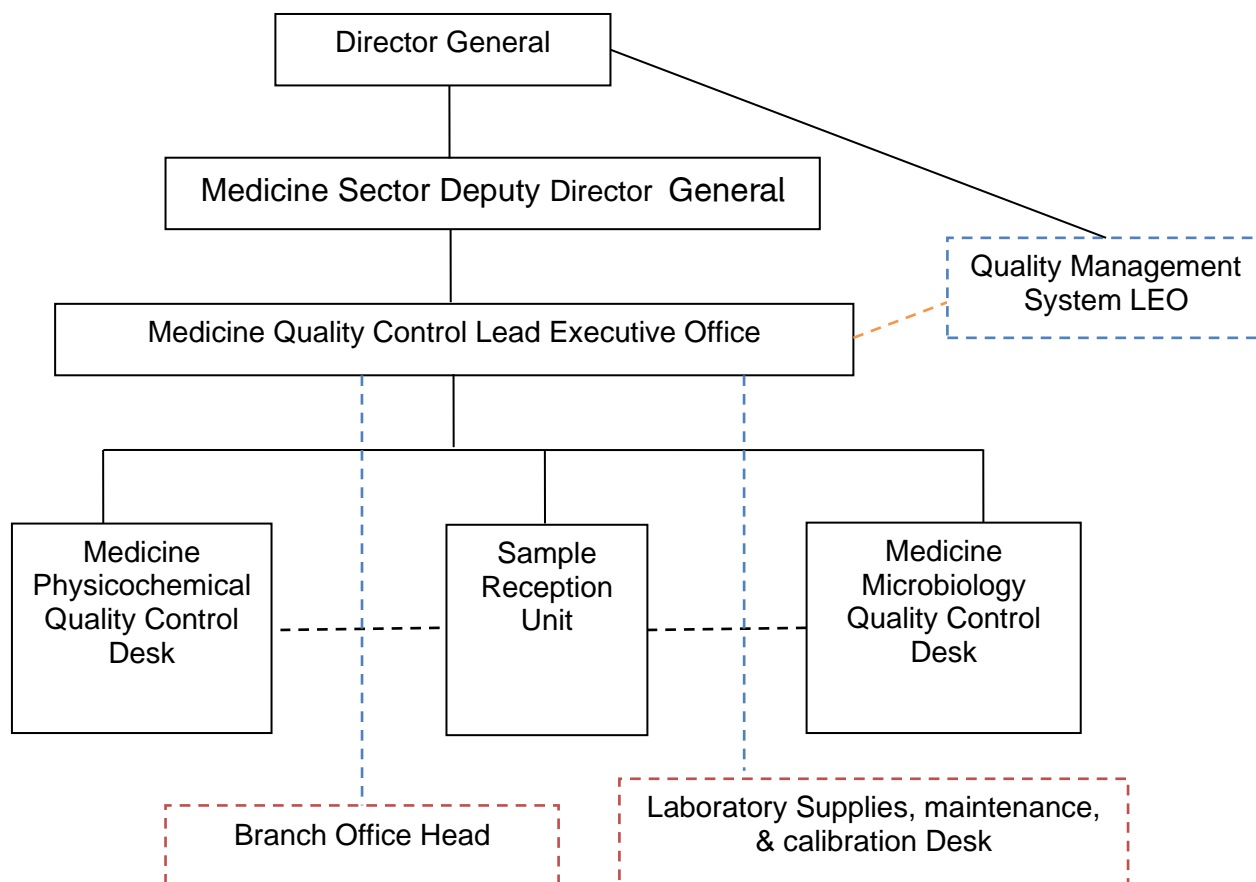 Director General
Medicine Sector Deputy Director General
Quality Management
System LEO
Medicine Quality Control Lead Executive Office
Medicine
Physicochemical
Quality Control
Desk
Sample
Reception
Unit
Medicine
Microbiology
Quality Control
Desk
Branch Office Head
Laboratory Supplies, maintenance,
& calibration Desk